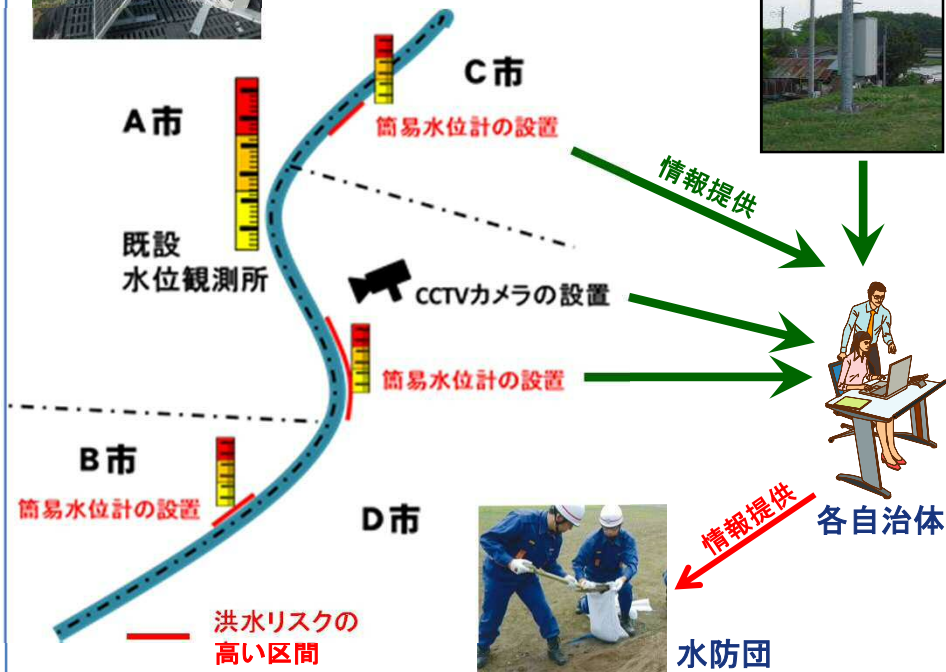 C市
A市
簡易水位計の設置
情報提供
既設
水位観測所
CCTVカメラの設置
簡易水位計の設置
B市
簡易水位計の設置
D市
情報提供
各自治体
洪水リスクの
高い区間
水防団